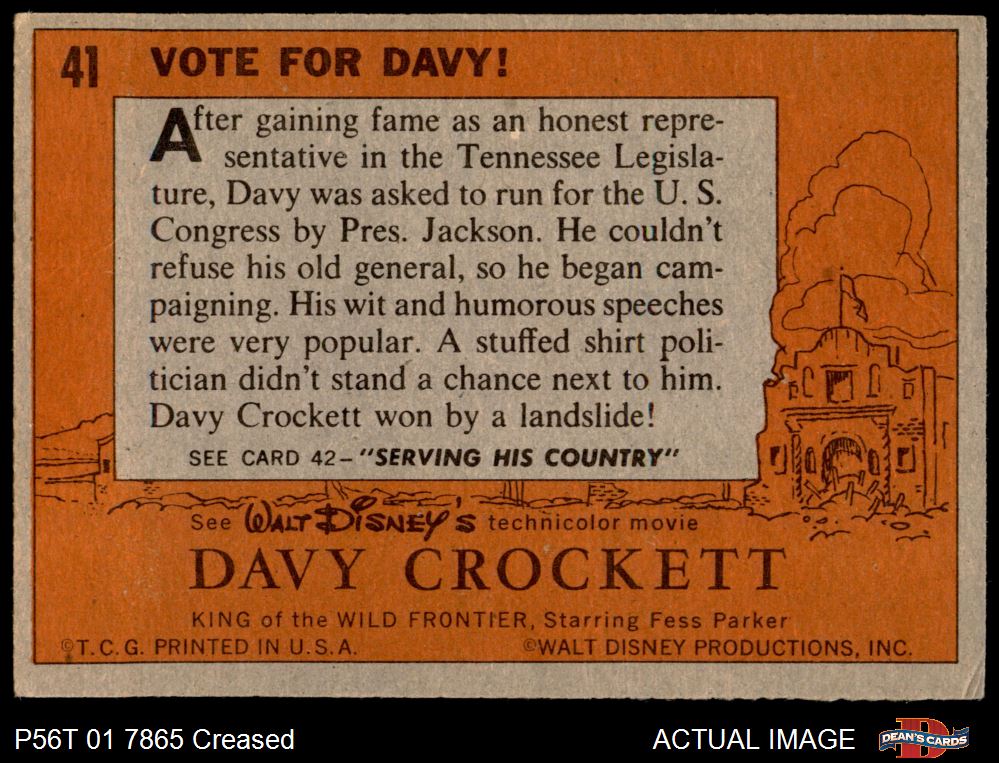 41 VOTE FOR DAVY!
After gaining fame as an honest repre-
sentative in the Tennessee Legisla-
ture, Davy was asked to run for the U. S.
Congress by Pres. Jackson. He couldn't
refuse his old general, so he began cam-
paigning. His wit and humorous speeches
were very popular. A stuffed shirt poli-
tician didn't stand a chance next to him.
Davy Crockett won by a landslide!
SEE CARD 42–"SERVING HIS COUNTRY"
See WALT DISNEY'S technicolor movie
DAVY CROCKETT
KING of the WILD FRONTIER, Starring Fess Parker
©T.C.G. PRINTED IN U.S.A. ©WALT DISNEY PRODUCTIONS, INC.
P56T 01 7865 Creased ACTUAL IMAGE DEAN'S CARDS